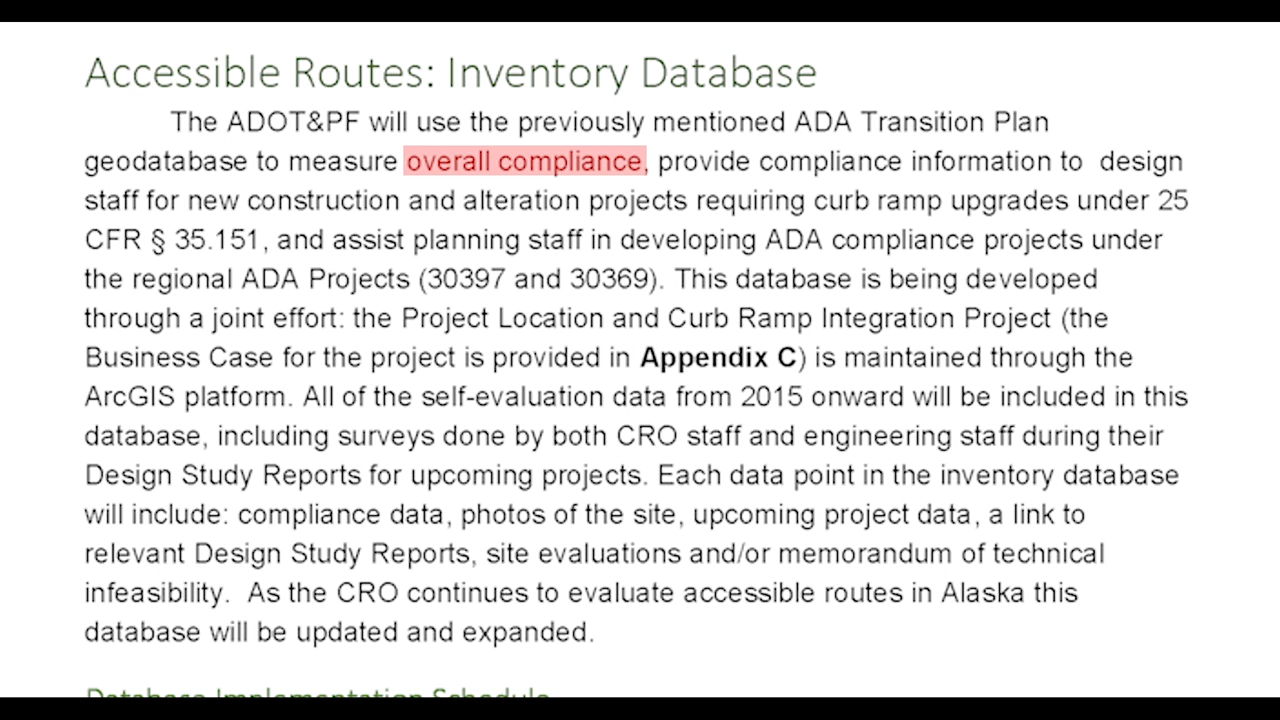 Accessible Routes: Inventory Database
The ADOT&PF will use the previously mentioned ADA Transition Plan
geodatabase to measure overall compliance, provide compliance information to  design
staff for new construction and alteration projects requiring curb ramp upgrades under 25
CFR § 35.151, and assist planning staff in developing ADA compliance projects under
the regional ADA Projects (30397 and 30369). This database is being developed
through a joint effort: the Project Location and Curb Ramp Integration Project (the
Business Case for the project is provided in Appendix C) is maintained through the
ArcGIS platform. All of the self-evaluation data from 2015 onward will be included in this
database, including surveys done by both CRO staff and engineering staff during their
Design Study Reports for upcoming projects. Each data point in the inventory database
will include: compliance data, photos of the site, upcoming project data, a link to
relevant Design Study Reports, site evaluations and/or memorandum of technical
infeasibility.  As the CRO continues to evaluate accessible routes in Alaska this
database will be updated and expanded.
Database Implementation Schedule